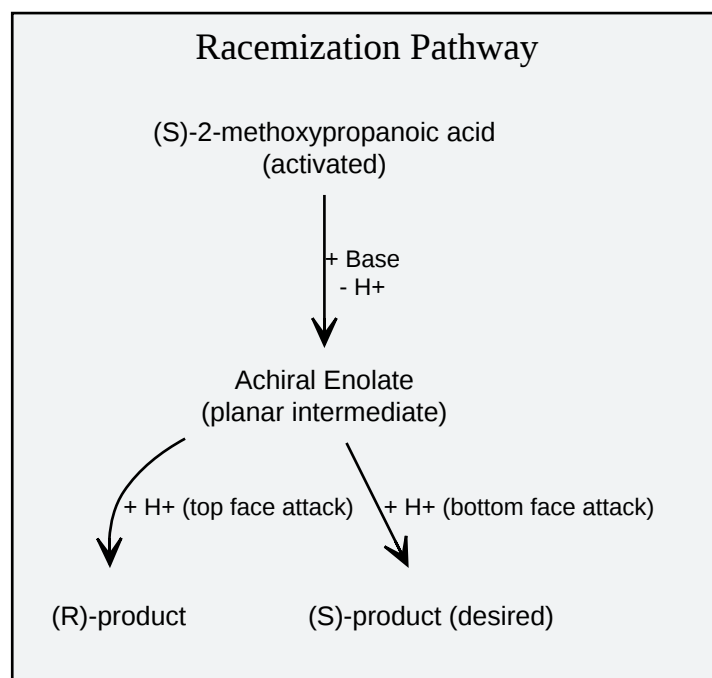 Racemization Pathway
(S)-2-methoxypropanoic acid
(activated)
+ Base
- H+
Achiral Enolate
(planar intermediate)
+ H+ (top face attack)
+ H+ (bottom face attack)
(R)-product
(S)-product (desired)